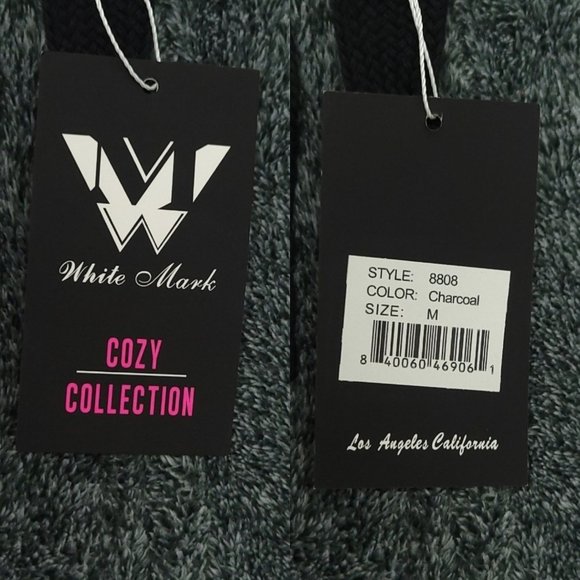 White Mark
COZY
COLLECTION
STYLE: 8808
COLOR: Charcoal
SIZE: M
8 40060 46906 1
Los Angeles California